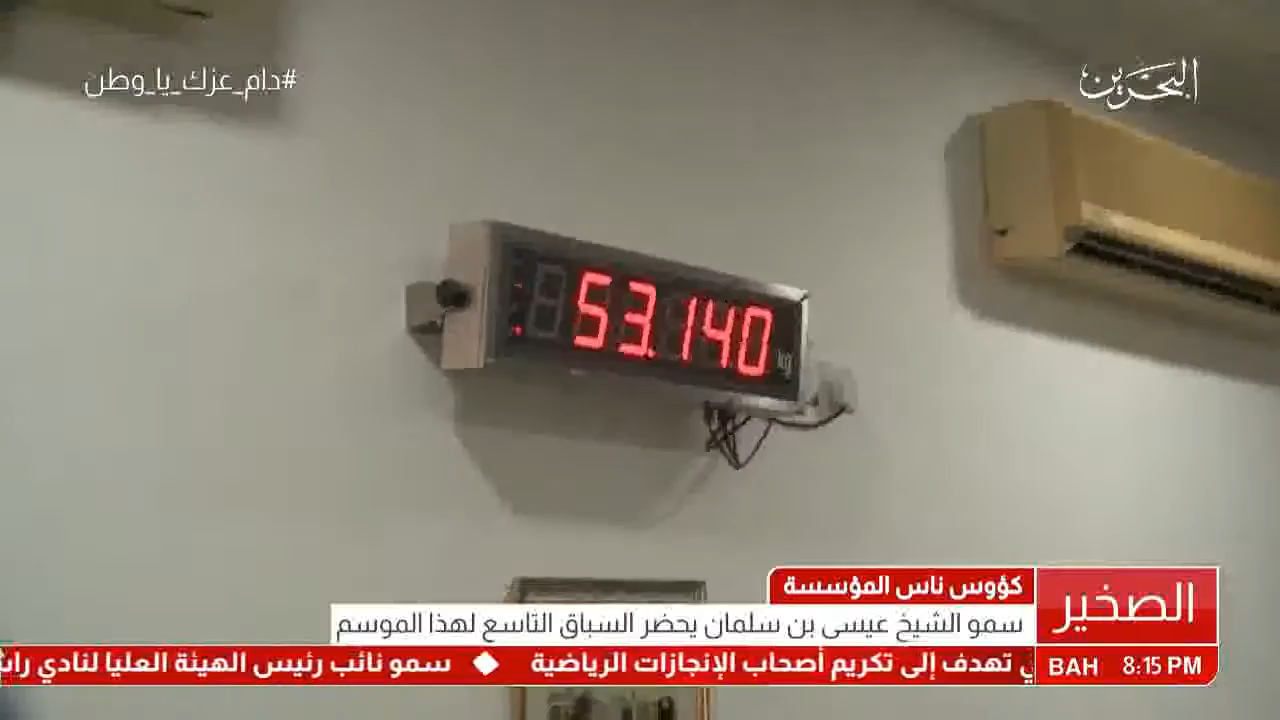 #دام_عزك_يا_وطن
البحرين
53.140
kg
كؤوس ناس المؤسسة
الصخير
سمو الشيخ عيسى بن سلمان يحضر السباق التاسع لهذا الموسم
تهدف إلى تكريم أصحاب الإنجازات الرياضية ◆ سمو نائب رئيس الهيئة العليا لنادي
BAH 8:15 PM